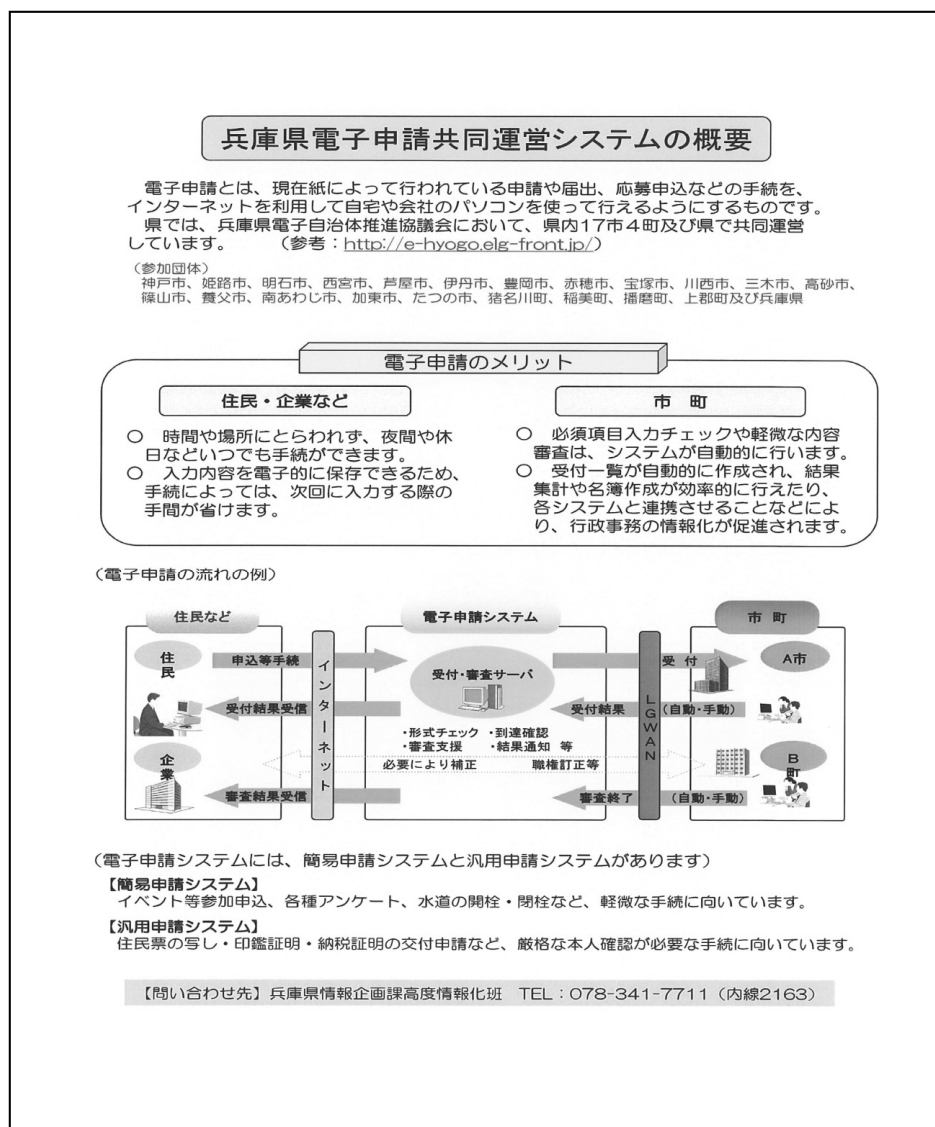 兵庫県電子申請共同運営システムの概要
電子申請とは、現在紙によって行われている申請や届出、応募申込などの手続を、
インターネットを利用して自宅や会社のパソコンを使って行えるようにするものです。
県では、兵庫県電子自治体推進協議会において、県内17市4町及び県で共同運営
しています。 （参考：http://e-hyogo.elg-front.jp/）
（参加団体）
神戸市、姫路市、明石市、西宮市、芦屋市、伊丹市、豊岡市、赤穂市、宝塚市、川西市、三木市、高砂市、
篠山市、養父市、南あわじ市、加東市、たつの市、猪名川町、稲美町、播磨町、上郡町及び兵庫県
電子申請のメリット
住民・企業など
○ 時間や場所にとらわれず、夜間や休
日などいつでも手続ができます。
○ 入力内容を電子的に保存できるため、
手続によっては、次回に入力する際の
手間が省けます。
市 町
○ 必須項目入力チェックや軽微な内容
審査は、システムが自動的に行います。
○ 受付一覧が自動的に作成され、結果
集計や名簿作成が効率的に行えたり、
各システムと連携させることなどによ
り、行政事務の情報化が促進されます。
（電子申請の流れの例）
住民など
電子申請システム
市 町
住民
申込等手続
インターネット
受付・審査サーバ
LGWAN
受 付
A市
受付結果受信
受付結果
（自動・手動）
・形式チェック ・到達確認
・審査支援 ・結果通知 等
企業
必要により補正
職権訂正等
B町
審査結果受信
審査終了
（自動・手動）
（電子申請システムには、簡易申請システムと汎用申請システムがあります）
【簡易申請システム】
イベント等参加申込、各種アンケート、水道の開栓・閉栓など、軽微な手続に向いています。
【汎用申請システム】
住民票の写し・印鑑証明・納税証明の交付申請など、厳格な本人確認が必要な手続に向いています。
【問い合わせ先】兵庫県情報企画課高度情報化班 TEL：078-341-7711（内線2163）